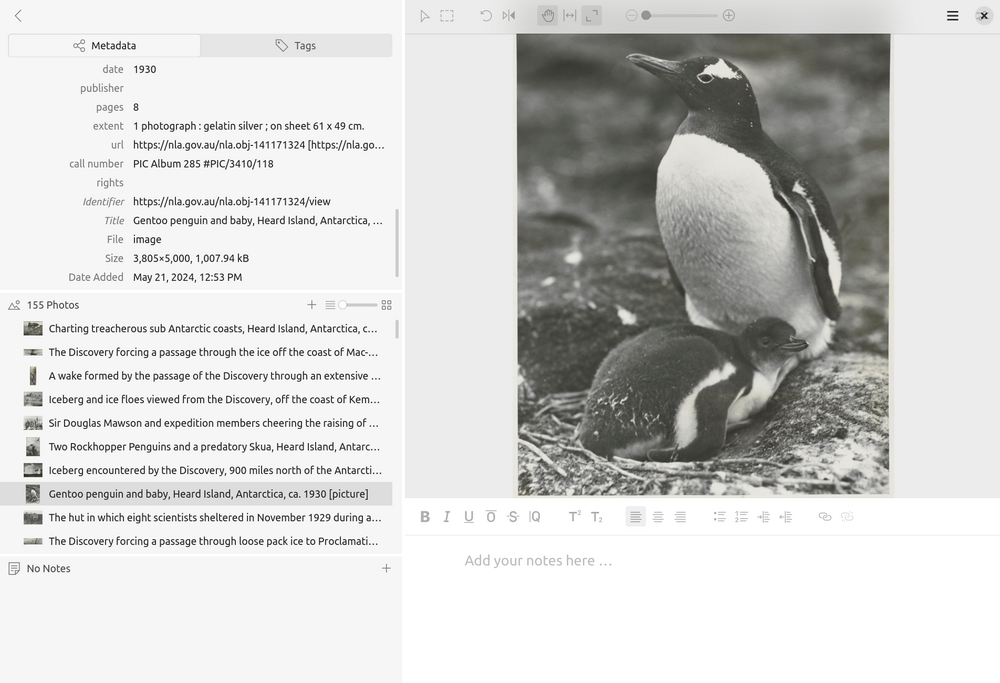 Metadata
Tags
date 1930
publisher
pages 8
extent 1 photograph : gelatin silver ; on sheet 61 x 49 cm.
url https://nla.gov.au/nla.obj-141171324 [https://nla.go…
call number PIC Album 285 #PIC/3410/118
rights
Identifier https://nla.gov.au/nla.obj-141171324/view
Title Gentoo penguin and baby, Heard Island, Antarctica, …
File image
Size 3,805×5,000, 1,007.94 kB
Date Added May 21, 2024, 12:53 PM
155 Photos
Charting treacherous sub Antarctic coasts, Heard Island, Antarctica, c…
The Discovery forcing a passage through the ice off the coast of Mac-…
A wake formed by the passage of the Discovery through an extensive …
Iceberg and ice floes viewed from the Discovery, off the coast of Kem…
Sir Douglas Mawson and expedition members cheering the raising of …
Two Rockhopper Penguins and a predatory Skua, Heard Island, Antarc…
Iceberg encountered by the Discovery, 900 miles north of the Antarcti…
Gentoo penguin and baby, Heard Island, Antarctica, ca. 1930 [picture]
The hut in which eight scientists sheltered in November 1929 during a…
The Discovery forcing a passage through loose pack ice to Proclamati…
No Notes
B I U O S Q T² T₂
Add your notes here …